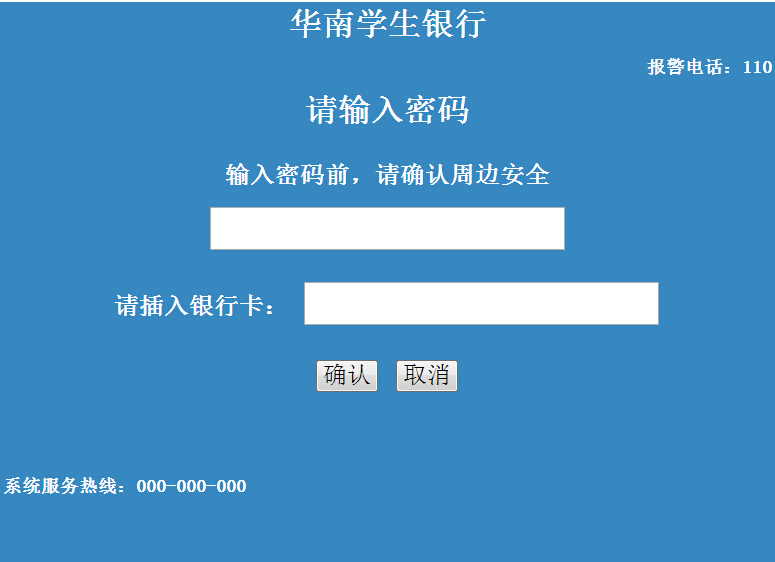 华南学生银行
报警电话：110
请输入密码
输入密码前，请确认周边安全
请插入银行卡：
确认 取消
系统服务热线：000-000-000